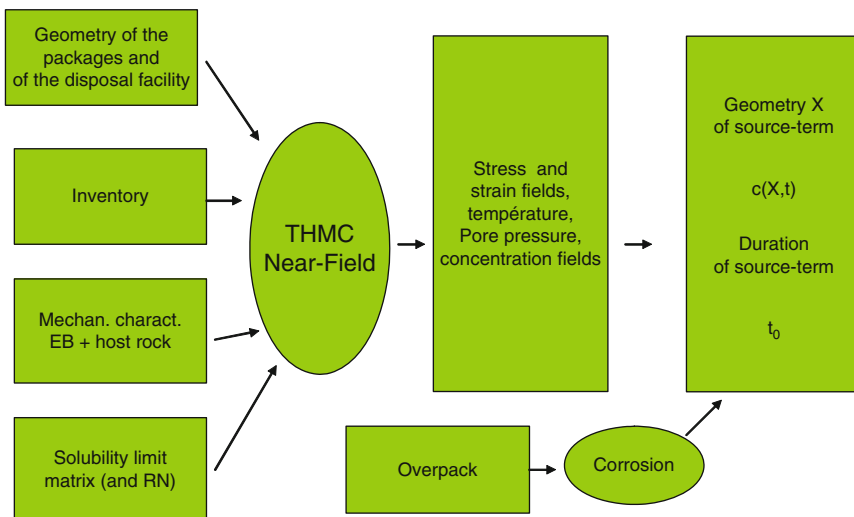 Geometry of the
packages and
of the disposal facility
Inventory
Mechan. charact.
EB + host rock
Solubility limit
matrix (and RN)
THMC
Near-Field
Stress and
strain fields,
température,
Pore pressure,
concentration fields
Overpack
Corrosion
Geometry X
of source-term
c(X,t)
Duration
of source-term
t₀